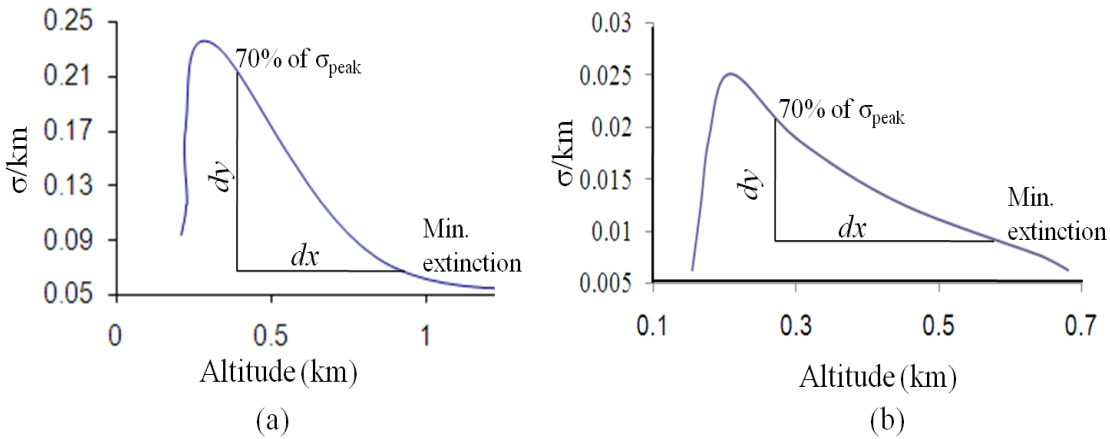 0.25
0.21
0.17
0.13
0.09
0.05
σ/km
70% of σpeak
dy
dx
Min.
extinction
0
0.5
1
Altitude (km)
(a)
0.03
0.025
0.02
0.015
0.01
0.005
σ/km
70% of σpeak
dy
dx
Min.
extinction
0.1
0.3
0.5
0.7
Altitude (km)
(b)